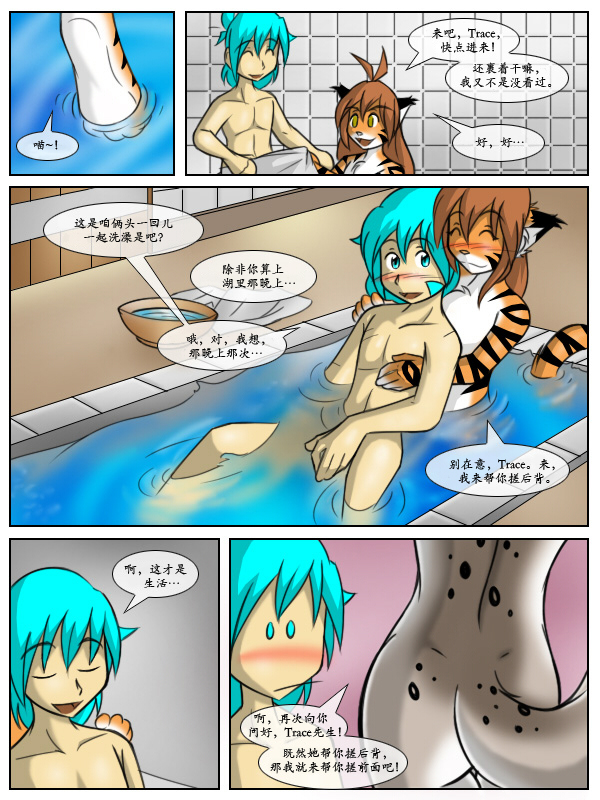 喵~!
来吧，Trace，
快点进来!
还裹着干嘛，
我又不是没看过。
好，好…
这是咱俩头一回儿
一起洗澡是吧?
除非你算上
湖里那晚上…
哦，对，我想，
那晚上那次…
别在意，Trace。来，
我来帮你搓后背。
啊，这才是
生活…
啊，再次向你
问好，Trace先生!
既然她帮你搓后背，
那我就来帮你搓前面吧!